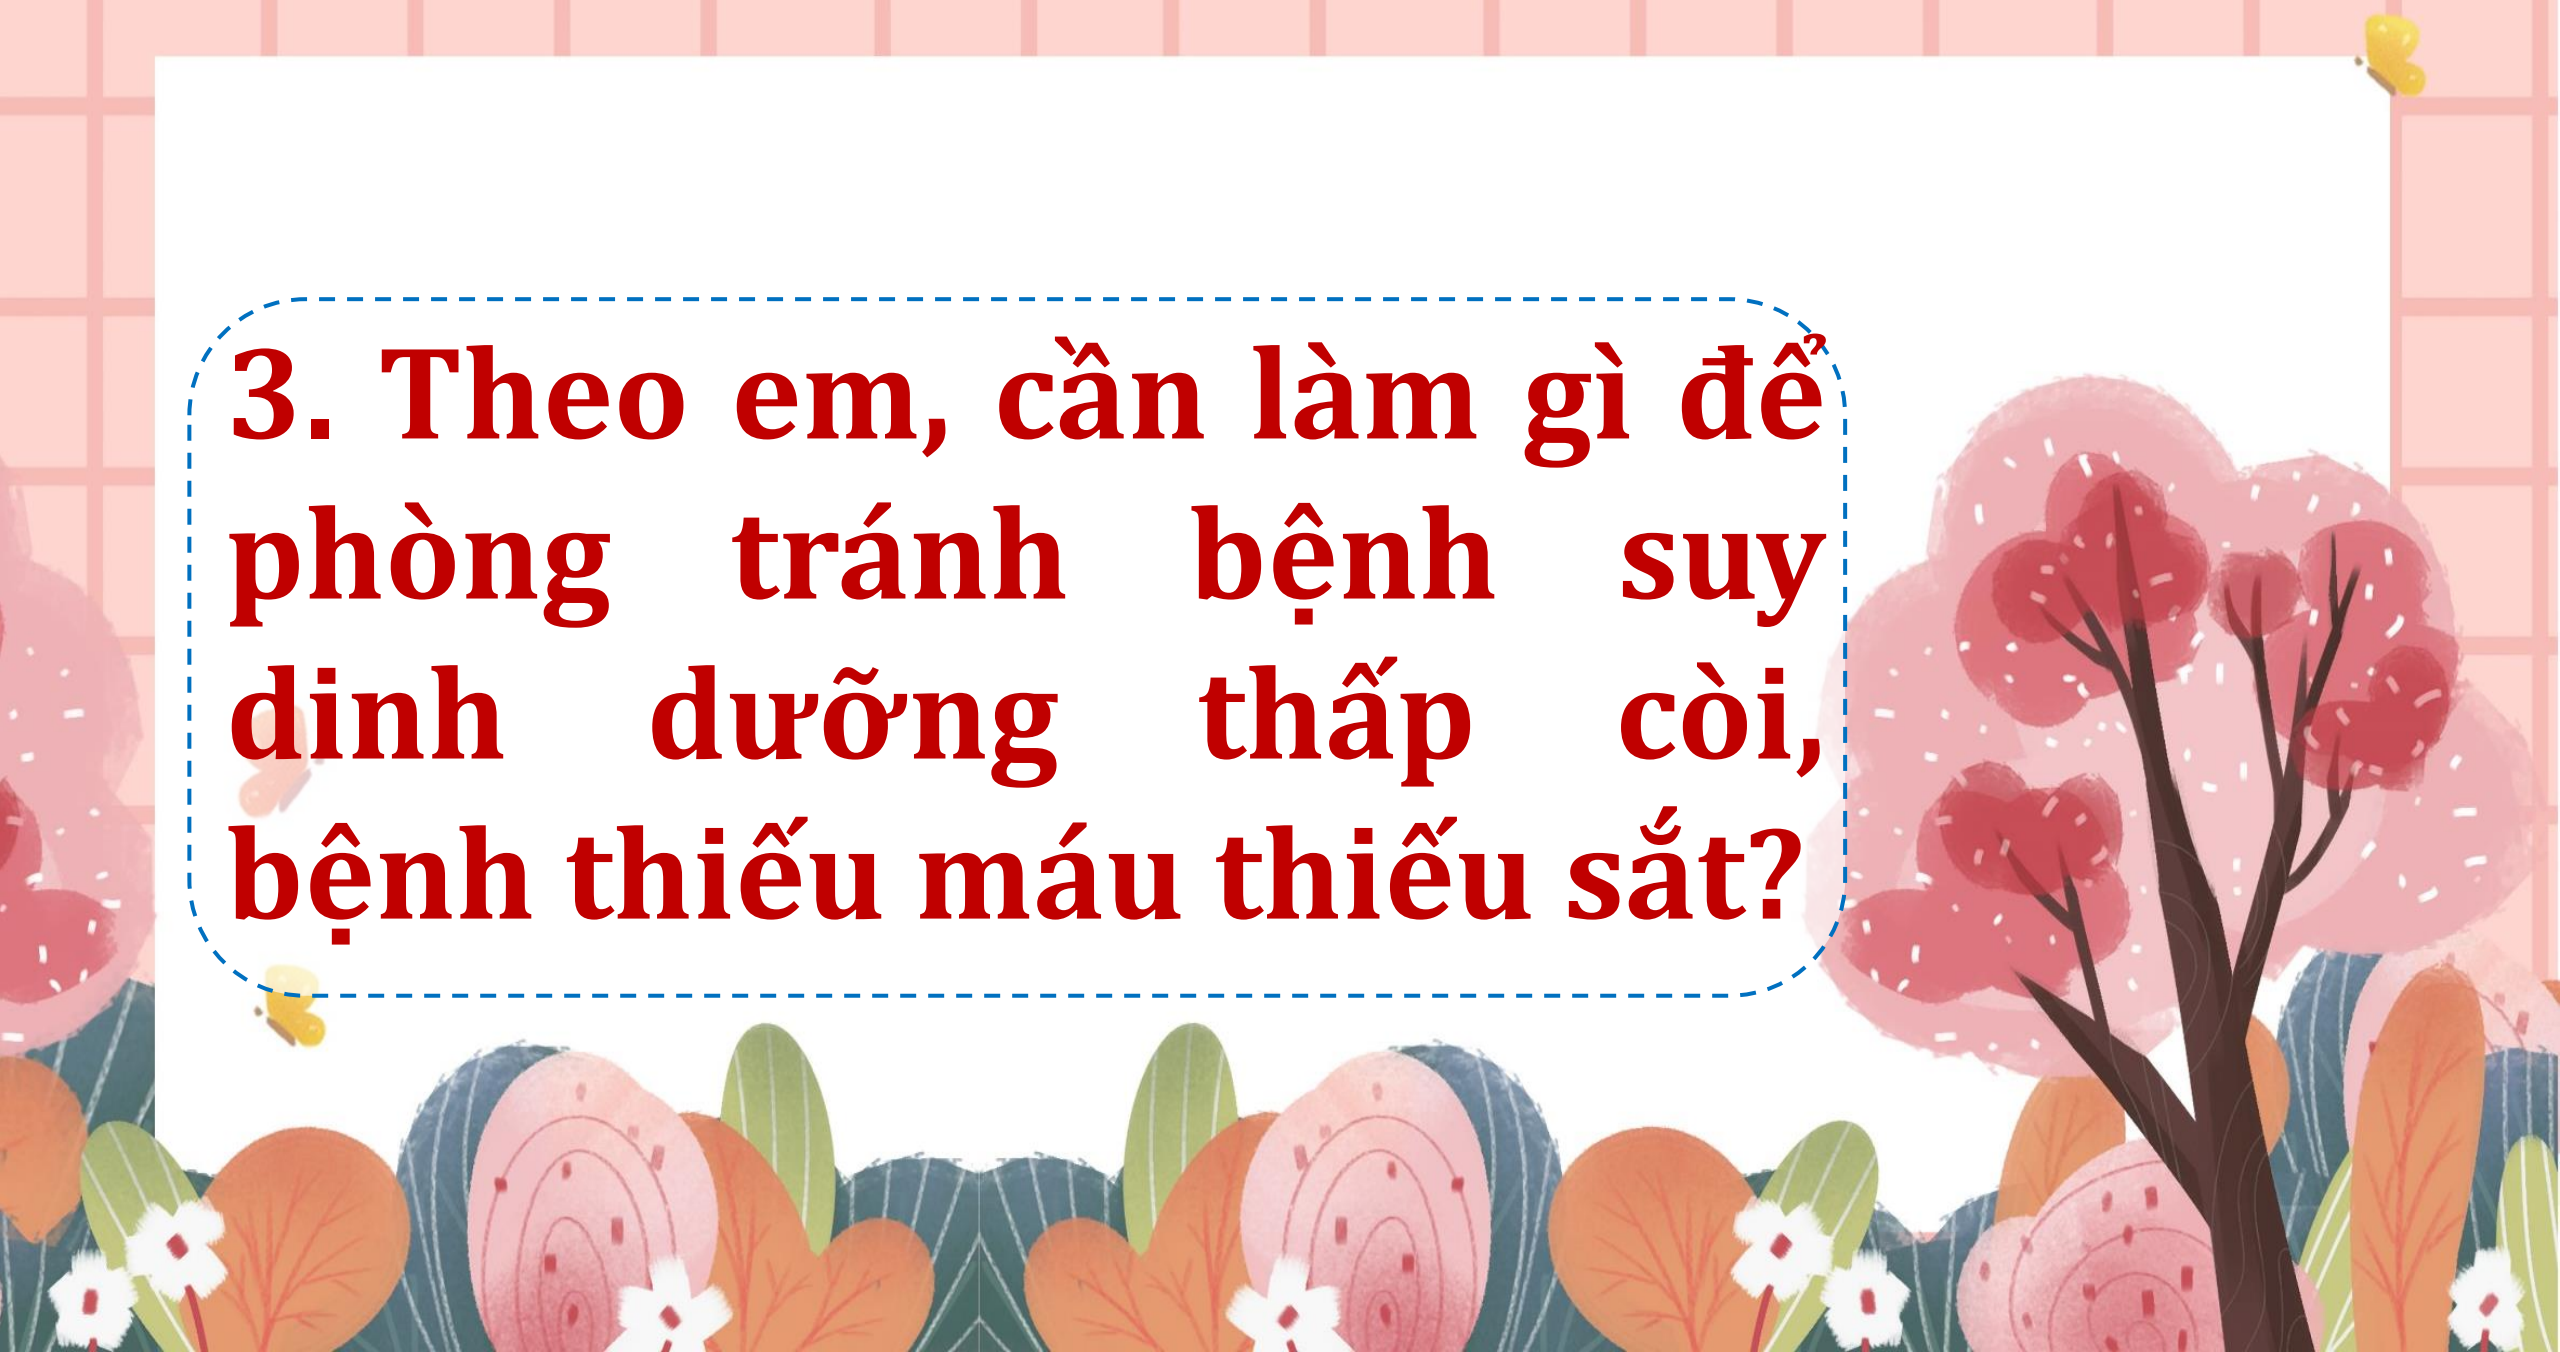 3. Theo em, cần làm gì để
phòng tránh bệnh suy
dinh dưỡng thấp còi,
bệnh thiếu máu thiếu sắt?